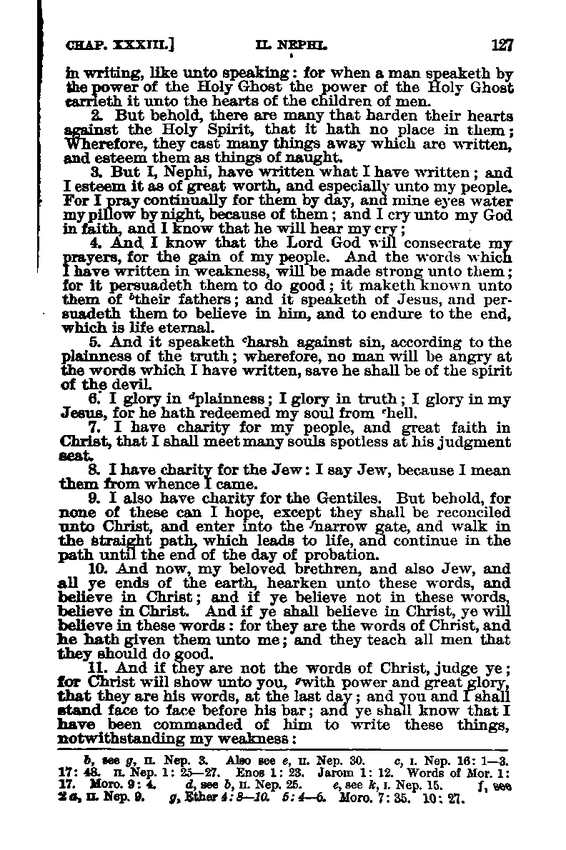 CHAP. XXXIII.] II. NEPHI. 127
in writing, like unto speaking: for when a man speaketh by
the power of the Holy Ghost the power of the Holy Ghost
carrieth it unto the hearts of the children of men.
2. But behold, there are many that harden their hearts
against the Holy Spirit, that it hath no place in them;
Wherefore, they cast many things away which are written,
and esteem them as things of naught.
3. But I, Nephi, have written what I have written; and
I esteem it as of great worth, and especially unto my people.
For I pray continually for them by day, and mine eyes water
my pillow by night, because of them; and I cry unto my God
in faith, and I know that he will hear my cry;
4. And I know that the Lord God will consecrate my
prayers, for the gain of my people. And the words which
I have written in weakness, will be made strong unto them;
for it persuadeth them to do good; it maketh known unto
them of btheir fathers; and it speaketh of Jesus, and per-
suadeth them to believe in him, and to endure to the end,
which is life eternal.
5. And it speaketh charsh against sin, according to the
plainness of the truth; wherefore, no man will be angry at
the words which I have written, save he shall be of the spirit
of the devil.
6. I glory in dplainness; I glory in truth; I glory in my
Jesus, for he hath redeemed my soul from ehell.
7. I have charity for my people, and great faith in
Christ, that I shall meet many souls spotless at his judgment
seat.
8. I have charity for the Jew: I say Jew, because I mean
them from whence I came.
9. I also have charity for the Gentiles. But behold, for
none of these can I hope, except they shall be reconciled
unto Christ, and enter into the fnarrow gate, and walk in
the straight path, which leads to life, and continue in the
path until the end of the day of probation.
10. And now, my beloved brethren, and also Jew, and
all ye ends of the earth, hearken unto these words, and
believe in Christ; and if ye believe not in these words,
believe in Christ. And if ye shall believe in Christ, ye will
believe in these words: for they are the words of Christ, and
he hath given them unto me; and they teach all men that
they should do good.
11. And if they are not the words of Christ, judge ye;
for Christ will show unto you, gwith power and great glory,
that they are his words, at the last day; and you and I shall
stand face to face before his bar; and ye shall know that I
have been commanded of him to write these things,
notwithstanding my weakness:
b, see g, II. Nep. 3. Also see e, II. Nep. 30. c, I. Nep. 16: 1—3.
17: 48. II. Nep. 1: 25—27. Enos 1: 23. Jarom 1: 12. Words of Mor. 1:
17. Moro. 9: 4. d, see b, II. Nep. 25. e, see k, I. Nep. 15. f, see
2 a, II. Nep. 9. g, Ether 4: 8—10. 5: 4—6. Moro. 7: 35. 10: 27.